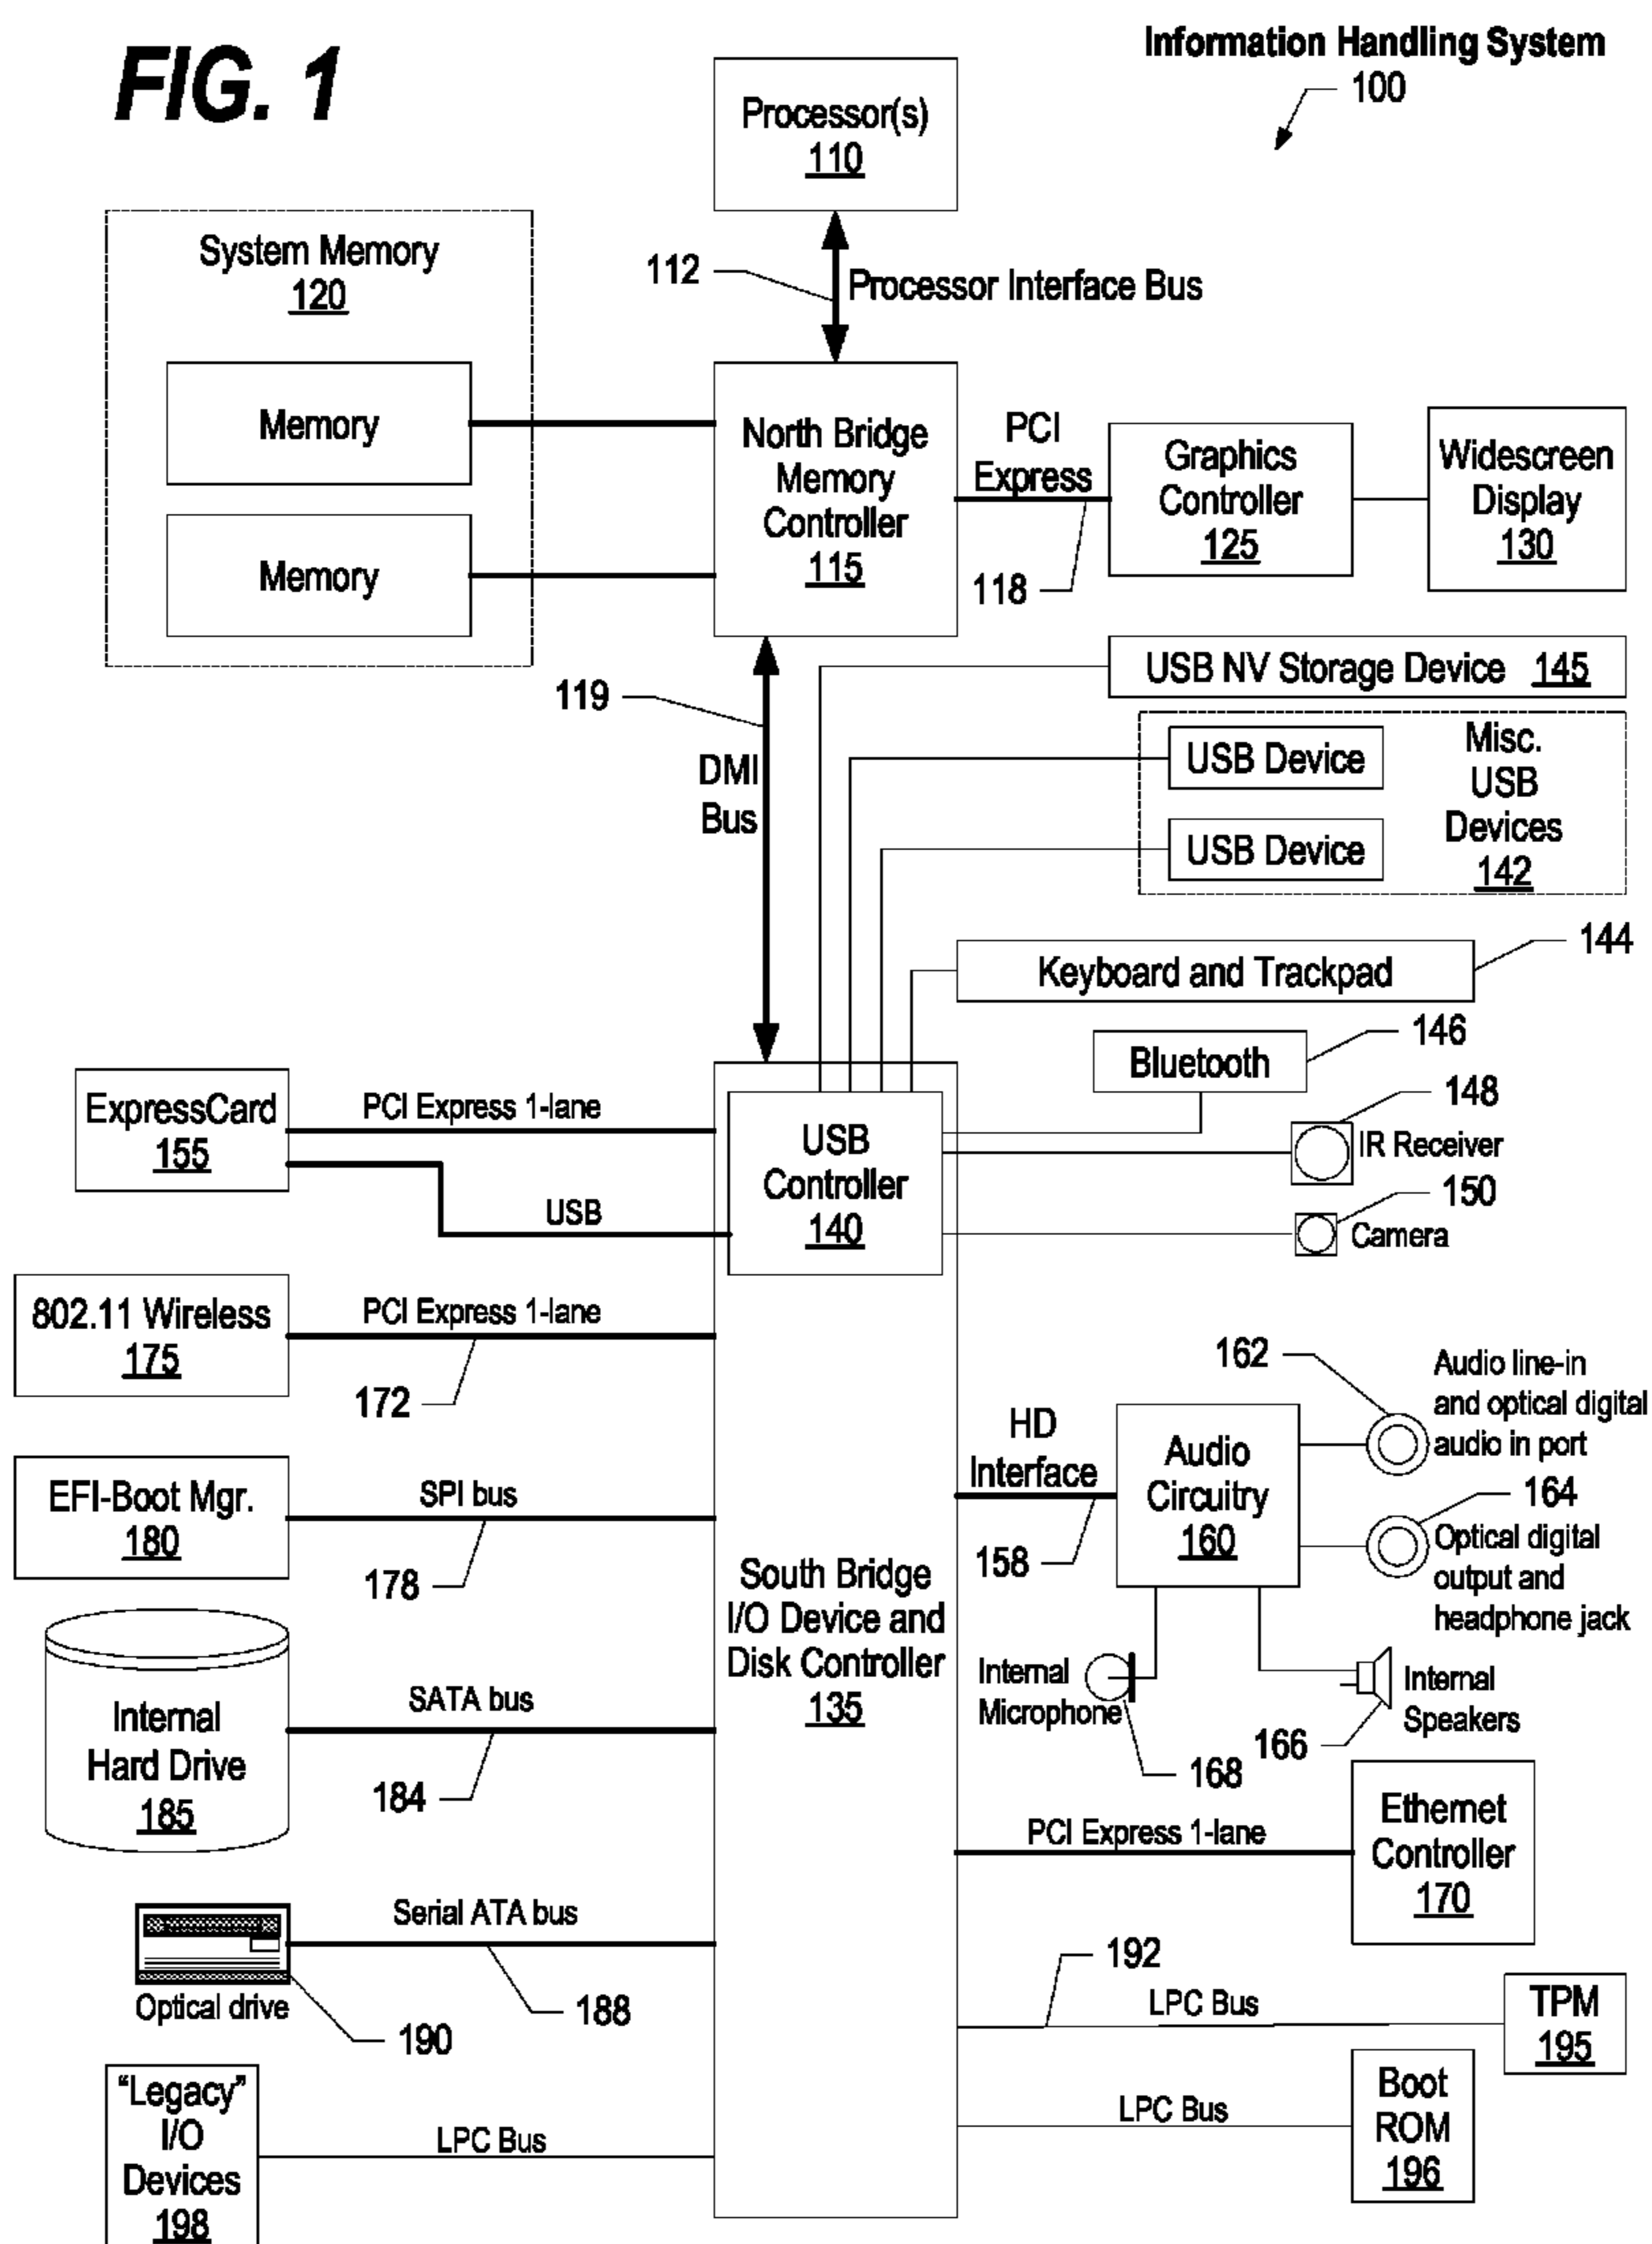 FIG. 1
Information Handling System
100
Processor(s)
110
System Memory
120
112
Processor Interface Bus
Memory
Memory
North Bridge
Memory
Controller
115
PCI
Express
118
Graphics
Controller
125
Widescreen
Display
130
119
DMI
Bus
USB NV Storage Device 145
USB Device
USB Device
Misc.
USB
Devices
142
Keyboard and Trackpad
144
Bluetooth
146
148
IR Receiver
150
Camera
ExpressCard
155
PCI Express 1-lane
USB
USB
Controller
140
802.11 Wireless
175
PCI Express 1-lane
172
162
Audio line-in
and optical digital
audio in port
HD
Interface
158
Audio
Circuitry
160
164
Optical digital
output and
headphone jack
EFI-Boot Mgr.
180
SPI bus
178
South Bridge
I/O Device and
Disk Controller
135
Internal
Microphone
168
Internal
Speakers
166
Internal
Hard Drive
185
SATA bus
184
PCI Express 1-lane
Ethernet
Controller
170
Serial ATA bus
188
Optical drive
190
192
LPC Bus
TPM
195
LPC Bus
Boot
ROM
196
“Legacy”
I/O
Devices
198
LPC Bus